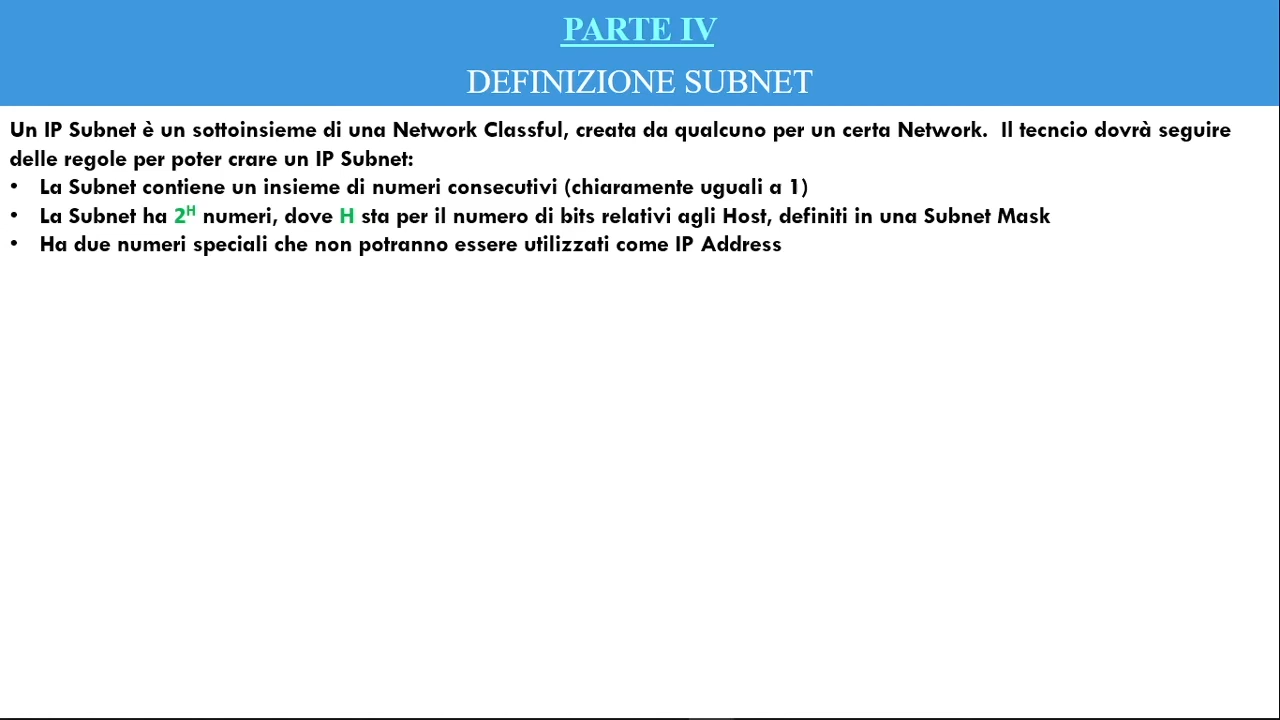 PARTE IV
DEFINIZIONE SUBNET
Un IP Subnet è un sottoinsieme di una Network Classful, creata da qualcuno per un certa Network. Il tecncio dovrà seguire
delle regole per poter crare un IP Subnet:
• La Subnet contiene un insieme di numeri consecutivi (chiaramente uguali a 1)
• La Subnet ha 2ᴴ numeri, dove H sta per il numero di bits relativi agli Host, definiti in una Subnet Mask
• Ha due numeri speciali che non potranno essere utilizzati come IP Address